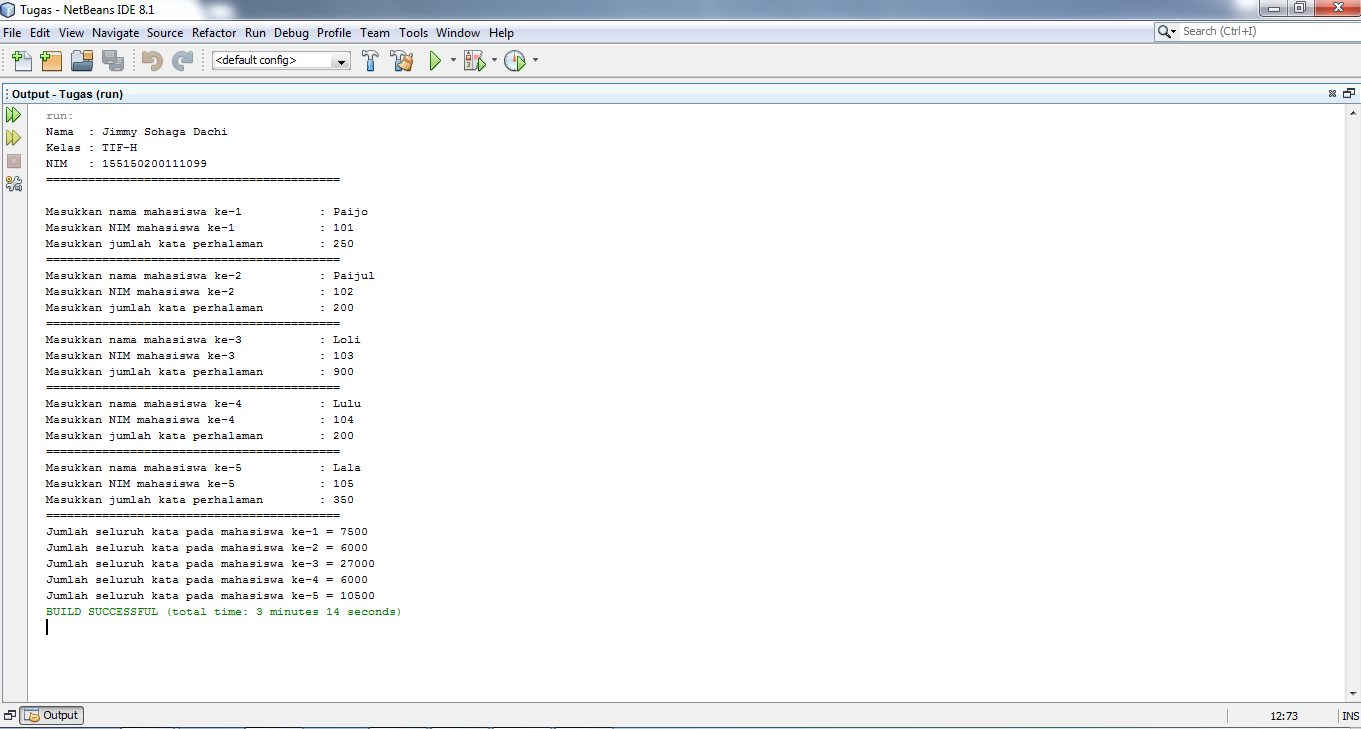 Tugas - NetBeans IDE 8.1
File Edit View Navigate Source Refactor Run Debug Profile Team Tools Window Help
Search (Ctrl+I)
<default config>
Output - Tugas (run)
run:
Nama  : Jimmy Sohaga Dachi
Kelas : TIF-H
NIM   : 155150200111099
==========================================
Masukkan nama mahasiswa ke-1           : Paijo
Masukkan NIM mahasiswa ke-1            : 101
Masukkan jumlah kata perhalaman        : 250
==========================================
Masukkan nama mahasiswa ke-2           : Paijul
Masukkan NIM mahasiswa ke-2            : 102
Masukkan jumlah kata perhalaman        : 200
==========================================
Masukkan nama mahasiswa ke-3           : Loli
Masukkan NIM mahasiswa ke-3            : 103
Masukkan jumlah kata perhalaman        : 900
==========================================
Masukkan nama mahasiswa ke-4           : Lulu
Masukkan NIM mahasiswa ke-4            : 104
Masukkan jumlah kata perhalaman        : 200
==========================================
Masukkan nama mahasiswa ke-5           : Lala
Masukkan NIM mahasiswa ke-5            : 105
Masukkan jumlah kata perhalaman        : 350
==========================================
Jumlah seluruh kata pada mahasiswa ke-1 = 7500
Jumlah seluruh kata pada mahasiswa ke-2 = 6000
Jumlah seluruh kata pada mahasiswa ke-3 = 27000
Jumlah seluruh kata pada mahasiswa ke-4 = 6000
Jumlah seluruh kata pada mahasiswa ke-5 = 10500
BUILD SUCCESSFUL (total time: 3 minutes 14 seconds)
Output
12:73 INS